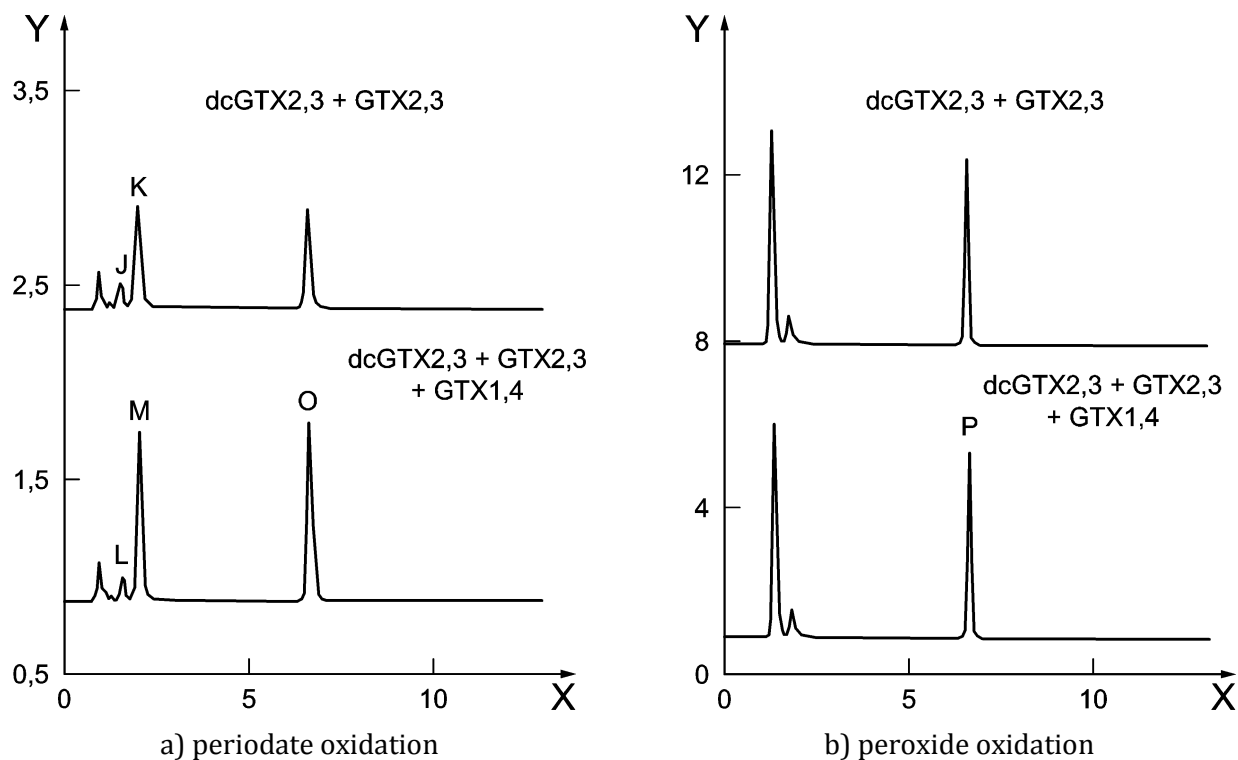 Y
3,5
dcGTX2,3 + GTX2,3
K
J
2,5
dcGTX2,3 + GTX2,3
+ GTX1,4
M
O
1,5
L
0,5
0
5
10
X
a) periodate oxidation
Y
dcGTX2,3 + GTX2,3
12
8
dcGTX2,3 + GTX2,3
+ GTX1,4
P
4
0
0
5
10
X
b) peroxide oxidation